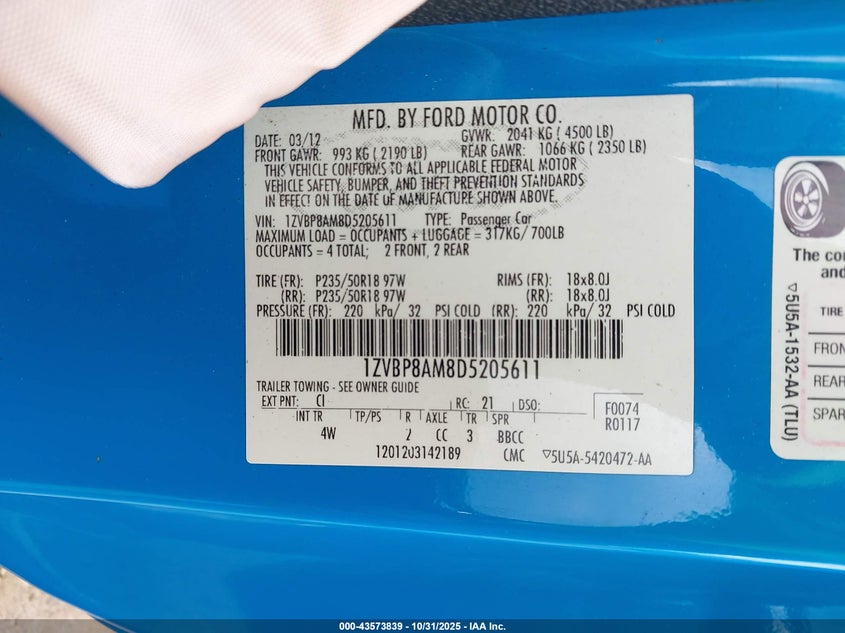 MFD. BY FORD MOTOR CO.
DATE: 03/12 GVWR: 2041 KG ( 4500 LB)
FRONT GAWR: 993 KG ( 2190 LB) REAR GAWR: 1066 KG ( 2350 LB)
THIS VEHICLE CONFORMS TO ALL APPLICABLE FEDERAL MOTOR
VEHICLE SAFETY, BUMPER, AND THEFT PREVENTION STANDARDS
IN EFFECT ON THE DATE OF MANUFACTURE SHOWN ABOVE.
VIN: 1ZVBP8AM8D5205611 TYPE: Passenger Car
MAXIMUM LOAD = OCCUPANTS + LUGGAGE = 317KG/ 700LB
OCCUPANTS = 4 TOTAL; 2 FRONT, 2 REAR
TIRE (FR): P235/50R18 97W RIMS (FR): 18x8.0J
(RR): P235/50R18 97W (RR): 18x8.0J
PRESSURE (FR): 220 kPa/ 32 PSI COLD (RR): 220 kPa/ 32 PSI COLD
1ZVBP8AM8D5205611
TRAILER TOWING - SEE OWNER GUIDE
EXT PNT: CI RC: 21 DSO:
F0074
R0117
INT TR TP/PS R AXLE TR SPR
4W 2 CC 3 BBCC
1201203142189 CMC ▽5U5A-5420472-AA
▽5U5A-1532-AA (TLU)
The co
and
TIRE
FRON
REAR
SPAR
000-43573839 - 10/31/2025 - IAA Inc.